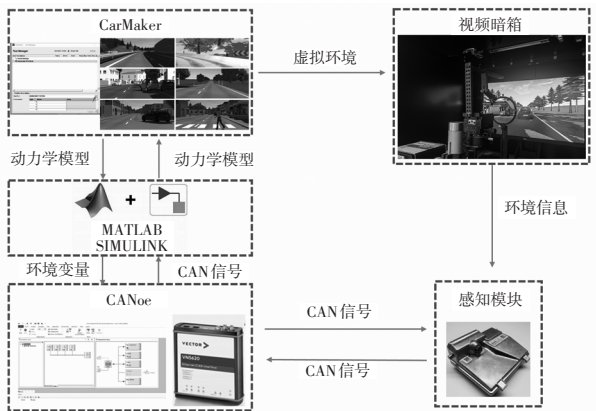 CarMaker
视频暗箱
虚拟环境
动力学模型
动力学模型
+
MATLAB
SIMULINK
环境信息
环境变量
CAN信号
CANoe
VECTOR
CAN信号
感知模块
CAN信号